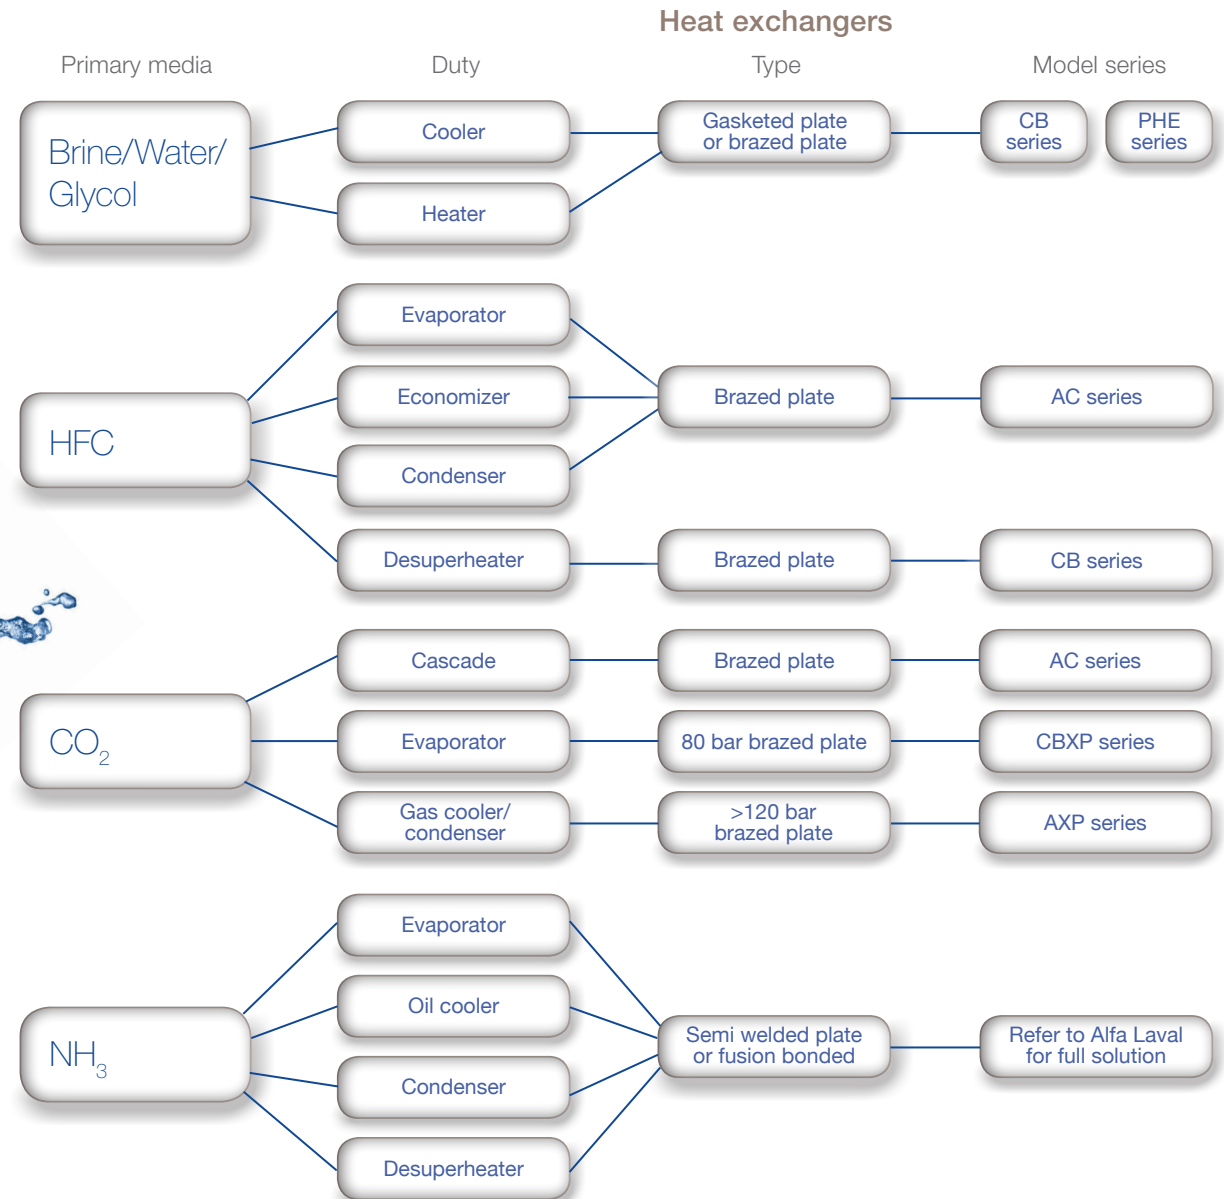 Heat exchangers
Primary media
Duty
Type
Model series
Brine/Water/
Glycol
Cooler
Heater
Gasketed plate
or brazed plate
CB
series
PHE
series
HFC
Evaporator
Economizer
Condenser
Brazed plate
AC series
Desuperheater
Brazed plate
CB series
CO₂
Cascade
Brazed plate
AC series
Evaporator
80 bar brazed plate
CBXP series
Gas cooler/
condenser
>120 bar
brazed plate
AXP series
NH₃
Evaporator
Oil cooler
Condenser
Desuperheater
Semi welded plate
or fusion bonded
Refer to Alfa Laval
for full solution